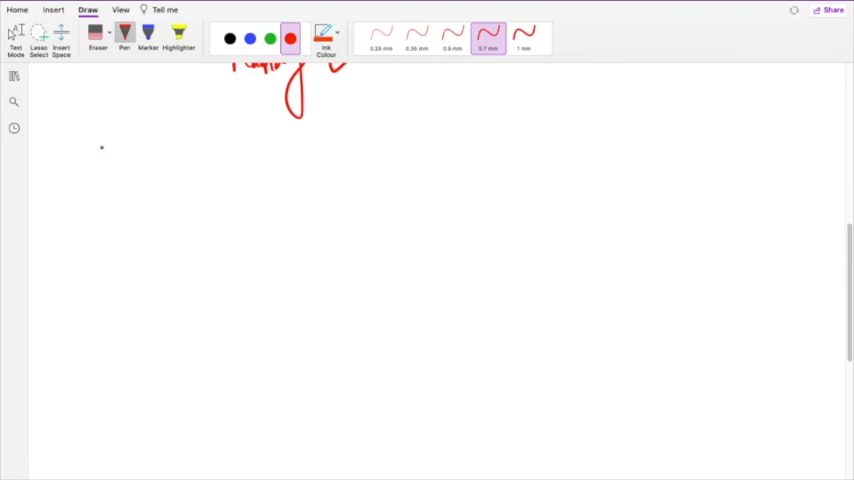 Home Insert Draw View Tell me Share
Text Mode Lasso Select Insert Space Eraser Pen Marker Highlighter Ink Colour 0.25 mm 0.35 mm 0.5 mm 0.7 mm 1 mm